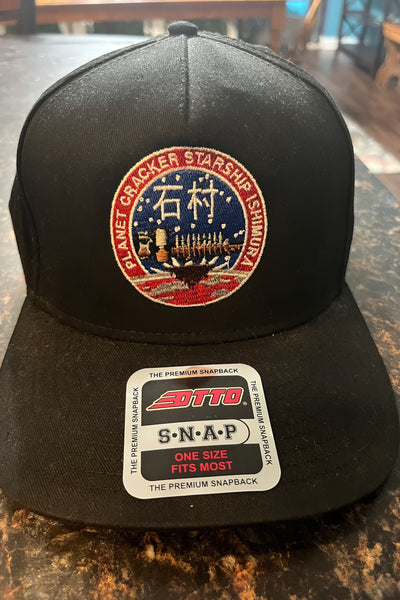 PLANET CRACKER STARSHIP ISHIMURA
石村
THE PREMIUM SNAPBACK
OTTO
S•N•A•P
ONE SIZE
FITS MOST
THE PREMIUM SNAPBACK
THE PREMIUM SNAPBACK
THE PREMIUM SNAPBACK